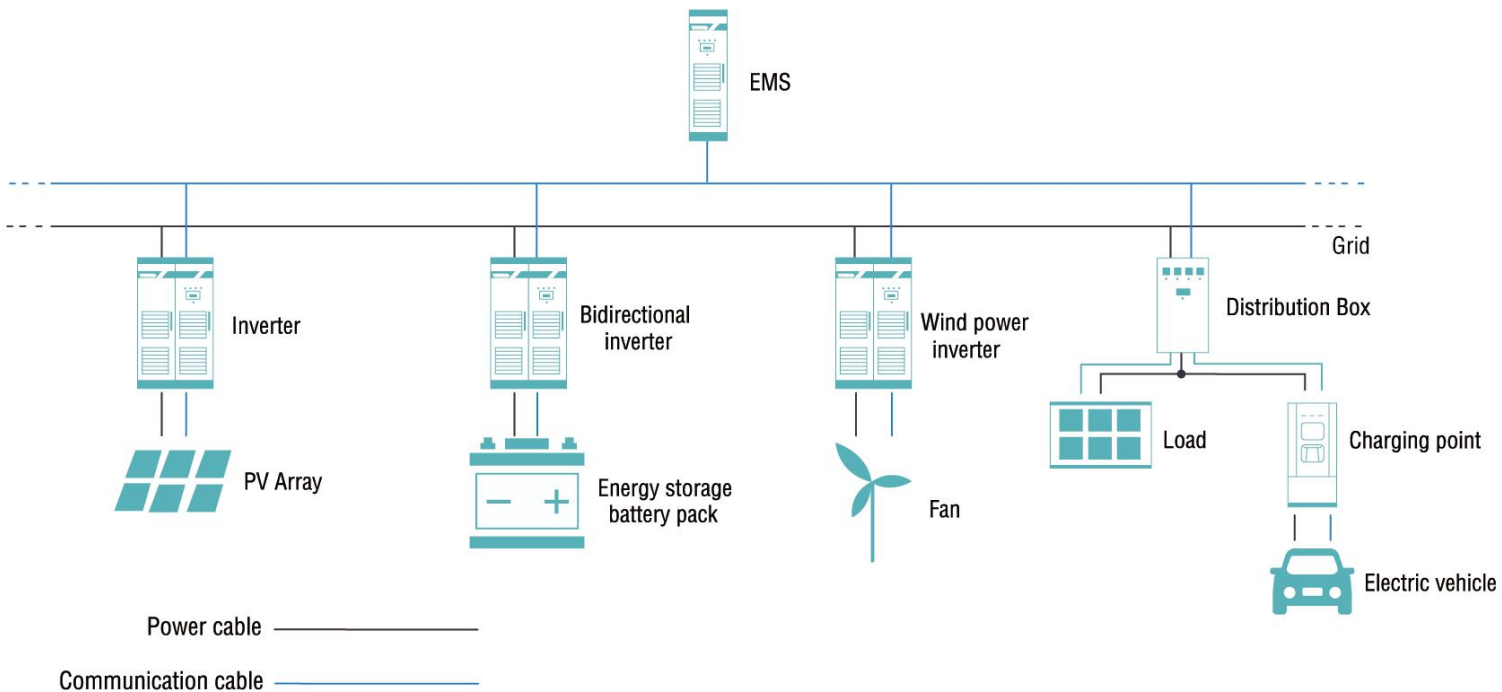 EMS
Grid
Inverter
Bidirectional
inverter
Wind power
inverter
Distribution Box
PV Array
Energy storage
battery pack
Fan
Load
Charging point
Electric vehicle
Power cable
Communication cable